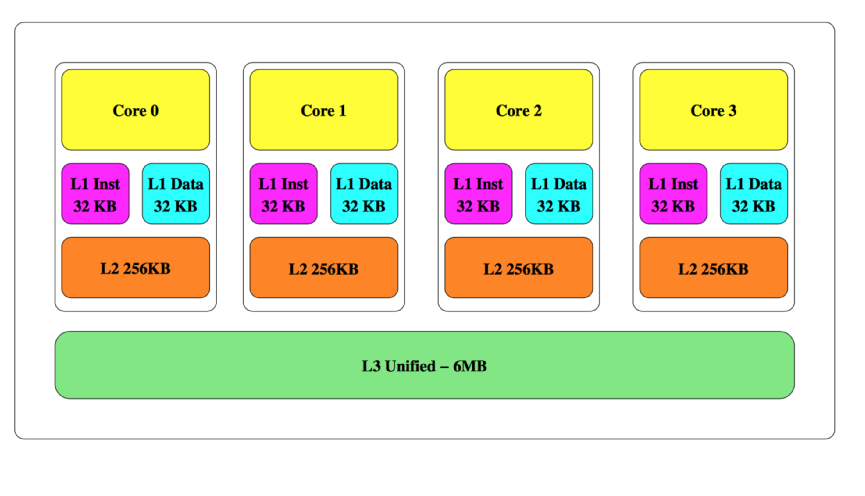 Core 0
Core 1
Core 2
Core 3
L1 Inst
32 KB
L1 Data
32 KB
L1 Inst
32 KB
L1 Data
32 KB
L1 Inst
32 KB
L1 Data
32 KB
L1 Inst
32 KB
L1 Data
32 KB
L2 256KB
L2 256KB
L2 256KB
L2 256KB
L3 Unified – 6MB